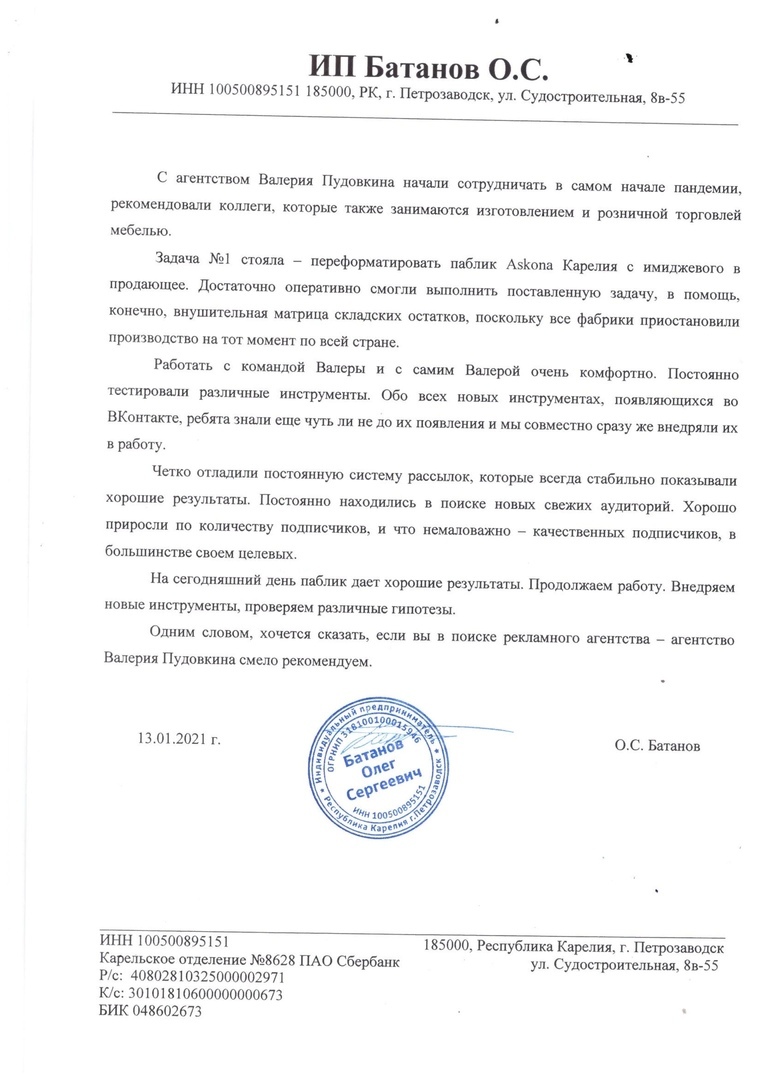 ИП Батанов О.С.
ИНН 100500895151 185000, РК, г. Петрозаводск, ул. Судостроительная, 8в-55
С агентством Валерия Пудовкина начали сотрудничать в самом начале пандемии,
рекомендовали коллеги, которые также занимаются изготовлением и розничной торговлей
мебелью.
Задача №1 стояла – переформатировать паблик Askona Карелия с имиджевого в
продающее. Достаточно оперативно смогли выполнить поставленную задачу, в помощь,
конечно, внушительная матрица складских остатков, поскольку все фабрики приостановили
производство на тот момент по всей стране.
Работать с командой Валеры и с самим Валерой очень комфортно. Постоянно
тестировали различные инструменты. Обо всех новых инструментах, появляющихся во
ВКонтакте, ребята знали еще чуть ли не до их появления и мы совместно сразу же внедряли их
в работу.
Четко отладили постоянную систему рассылок, которые всегда стабильно показывали
хорошие результаты. Постоянно находились в поиске новых свежих аудиторий. Хорошо
приросли по количеству подписчиков, и что немаловажно – качественных подписчиков, в
большинстве своем целевых.
На сегодняшний день паблик дает хорошие результаты. Продолжаем работу. Внедряем
новые инструменты, проверяем различные гипотезы.
Одним словом, хочется сказать, если вы в поиске рекламного агентства – агентство
Валерия Пудовкина смело рекомендуем.
13.01.2021 г.
О.С. Батанов
Индивидуальный предприниматель
ОГРНИП 318100100015946
Батанов
Олег
Сергеевич
ИНН 100500895151
Республика Карелия г.Петрозаводск
ИНН 100500895151
Карельское отделение №8628 ПАО Сбербанк
Р/с: 40802810325000002971
К/с: 30101810600000000673
БИК 048602673
185000, Республика Карелия, г. Петрозаводск
ул. Судостроительная, 8в-55